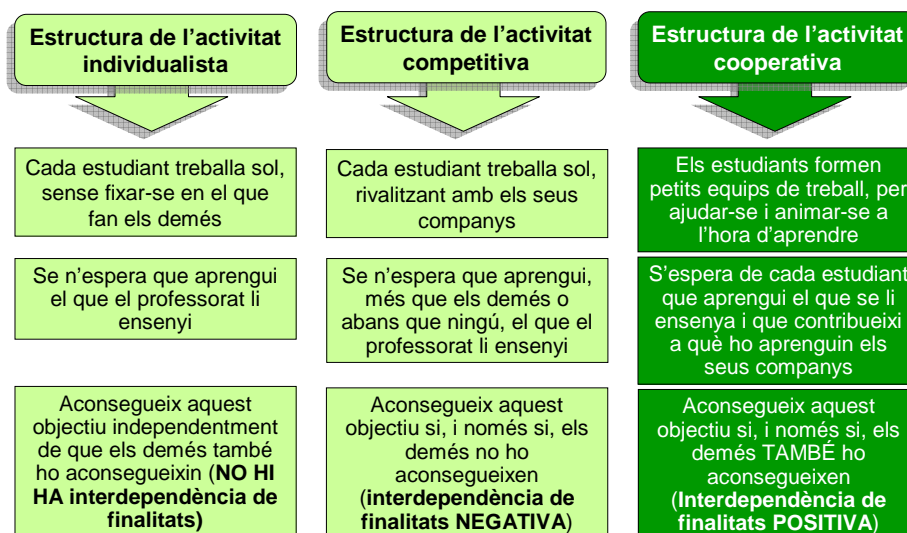 Estructura de l'activitat
individualista
Cada estudiant treballa sol,
sense fixar-se en el que
fan els demés
Se n'espera que aprengui
el que el professorat li
ensenyi
Aconsegueix aquest
objectiu independentment
de que els demés també
ho aconsegueixin (NO HI
HA interdependència de
finalitats)
Estructura de l'activitat
competitiva
Cada estudiant treballa sol,
rivalitzant amb els seus
companys
Se n'espera que aprengui,
més que els demés o
abans que ningú, el que el
professorat li ensenyi
Aconsegueix aquest
objectiu si, i només si, els
demés no ho
aconsegueixen
(interdependència de
finalitats NEGATIVA)
Estructura de l'activitat
cooperativa
Els estudiants formen
petits equips de treball, per
ajudar-se i animar-se a
l'hora d'aprendre
S'espera de cada estudiant
que aprengui el que se li
ensenya i que contribueixi
a què ho aprenguin els
seus companys
Aconsegueix aquest
objectiu si, i només si, els
demés TAMBÉ ho
aconsegueixen
(Interdependència de
finalitats POSITIVA)